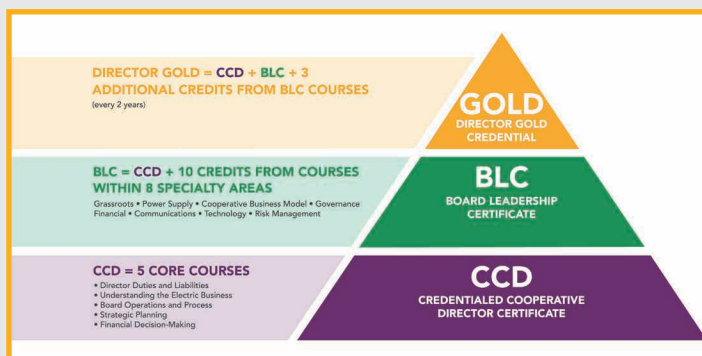 DIRECTOR GOLD = CCD + BLC + 3
ADDITIONAL CREDITS FROM BLC COURSES
(every 2 years)
GOLD
DIRECTOR GOLD
CREDENTIAL
BLC = CCD + 10 CREDITS FROM COURSES
WITHIN 8 SPECIALTY AREAS
Grassroots • Power Supply • Cooperative Business Model • Governance
Financial • Communications • Technology • Risk Management
BLC
BOARD LEADERSHIP
CERTIFICATE
CCD = 5 CORE COURSES
• Director Duties and Liabilities
• Understanding the Electric Business
• Board Operations and Process
• Strategic Planning
• Financial Decision-Making
CCD
CREDENTIALED COOPERATIVE
DIRECTOR CERTIFICATE